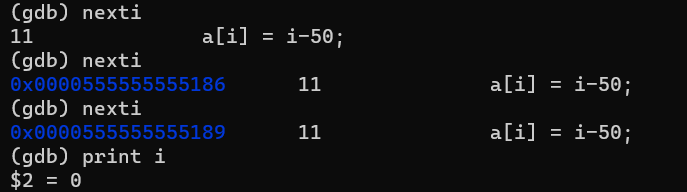 (gdb) nexti
11 a[i] = i-50;
(gdb) nexti
0x0000555555555186 11 a[i] = i-50;
(gdb) nexti
0x0000555555555189 11 a[i] = i-50;
(gdb) print i
$2 = 0